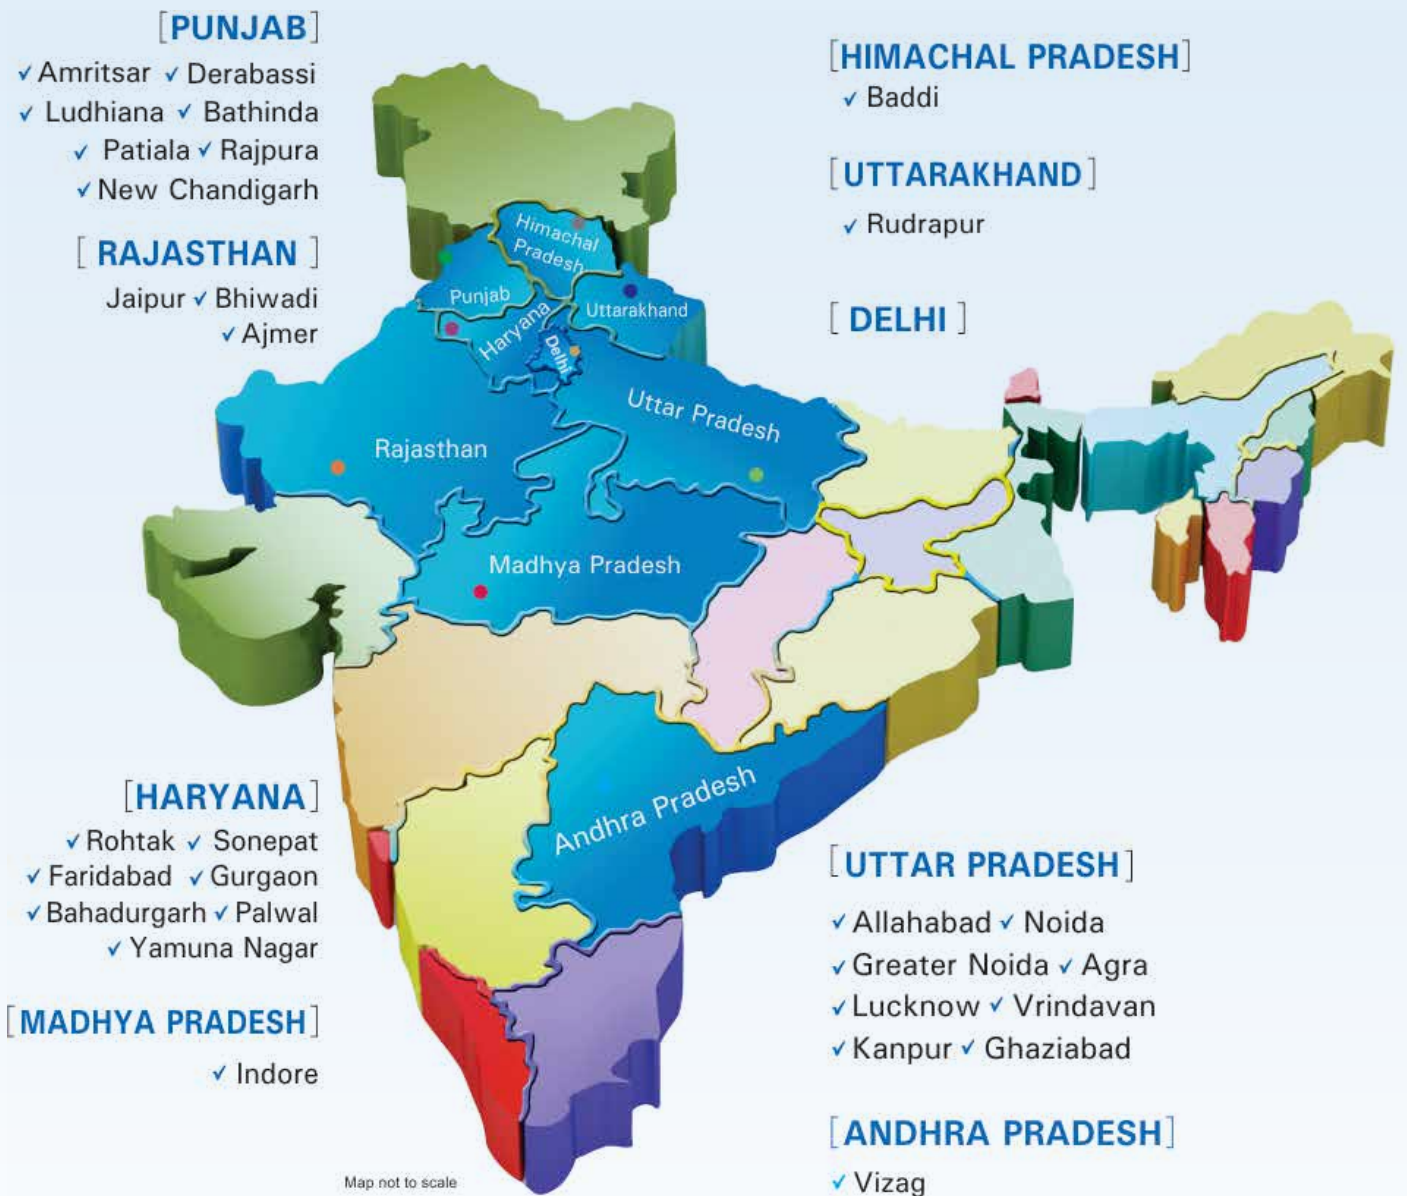 [PUNJAB]
✓ Amritsar ✓ Derabassi
✓ Ludhiana ✓ Bathinda
✓ Patiala ✓ Rajpura
✓ New Chandigarh
[ RAJASTHAN ]
Jaipur ✓ Bhiwadi
✓ Ajmer
[HIMACHAL PRADESH]
✓ Baddi
[UTTARAKHAND]
✓ Rudrapur
[ DELHI ]
Himachal
Pradesh
Punjab
Haryana
Uttarakhand
Delhi
Uttar Pradesh
Rajasthan
Madhya Pradesh
Andhra Pradesh
[HARYANA]
✓ Rohtak ✓ Sonepat
✓ Faridabad ✓ Gurgaon
✓ Bahadurgarh ✓ Palwal
✓ Yamuna Nagar
[MADHYA PRADESH]
✓ Indore
[UTTAR PRADESH]
✓ Allahabad ✓ Noida
✓ Greater Noida ✓ Agra
✓ Lucknow ✓ Vrindavan
✓ Kanpur ✓ Ghaziabad
[ANDHRA PRADESH]
✓ Vizag
Map not to scale